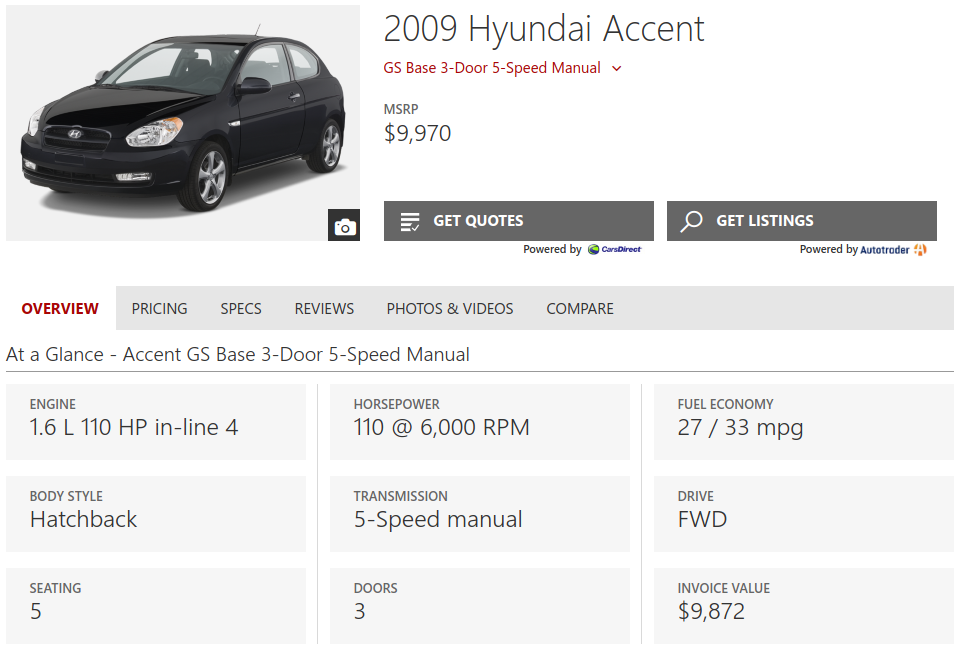 2009 Hyundai Accent
GS Base 3-Door 5-Speed Manual
MSRP
$9,970
GET QUOTES
GET LISTINGS
Powered by CarsDirect
Powered by Autotrader
OVERVIEW PRICING SPECS REVIEWS PHOTOS & VIDEOS COMPARE
At a Glance - Accent GS Base 3-Door 5-Speed Manual
ENGINE
1.6 L 110 HP in-line 4
HORSEPOWER
110 @ 6,000 RPM
FUEL ECONOMY
27 / 33 mpg
BODY STYLE
Hatchback
TRANSMISSION
5-Speed manual
DRIVE
FWD
SEATING
5
DOORS
3
INVOICE VALUE
$9,872